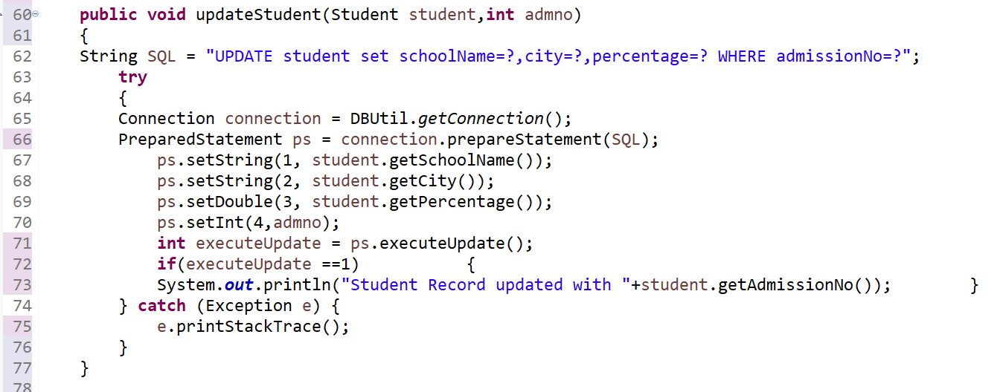 60 public void updateStudent(Student student,int admno)
61 {
62 String SQL = "UPDATE student set schoolName=?,city=?,percentage=? WHERE admissionNo=?";
63 try
64 {
65 Connection connection = DBUtil.getConnection();
66 PreparedStatement ps = connection.prepareStatement(SQL);
67 ps.setString(1, student.getSchoolName());
68 ps.setString(2, student.getCity());
69 ps.setDouble(3, student.getPercentage());
70 ps.setInt(4,admno);
71 int executeUpdate = ps.executeUpdate();
72 if(executeUpdate ==1) {
73 System.out.println("Student Record updated with "+student.getAdmissionNo()); }
74 } catch (Exception e) {
75 e.printStackTrace();
76 }
77 }
78